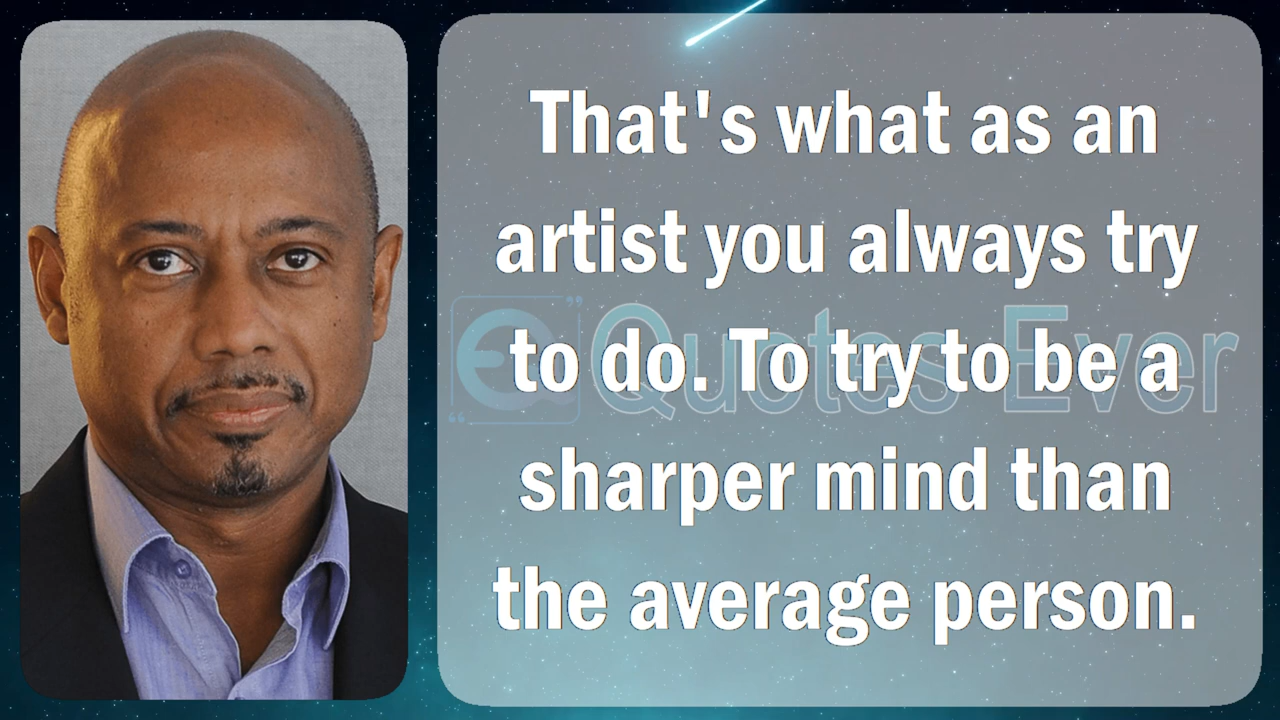 That's what as an
artist you always try
to do. To try to be a
sharper mind than
the average person.
Quotes Ever